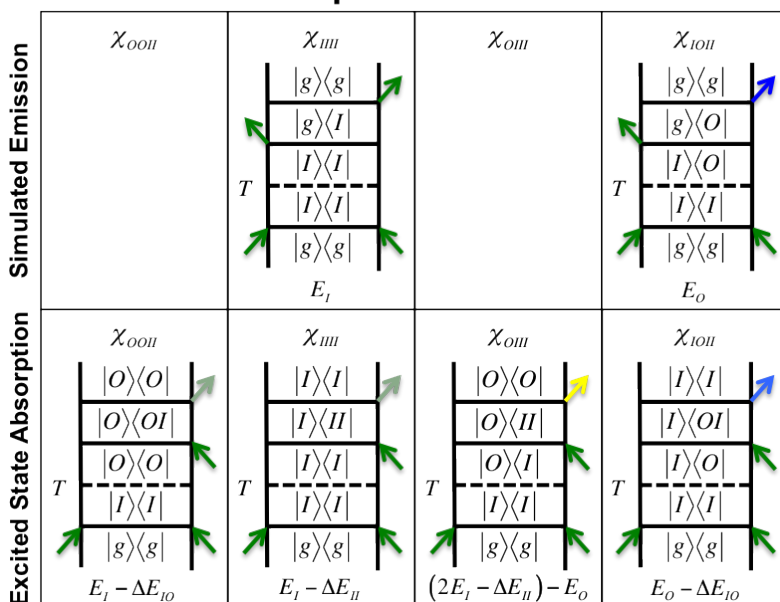 Simulated Emission
χ_OOII
χ_IIII
|g⟩⟨g|
|g⟩⟨I|
|I⟩⟨I|
T
|I⟩⟨I|
|g⟩⟨g|
E_I
χ_OIII
χ_IOII
|g⟩⟨g|
|g⟩⟨O|
|I⟩⟨O|
T
|I⟩⟨I|
|g⟩⟨g|
E_O
Excited State Absorption
χ_OOII
|O⟩⟨O|
|O⟩⟨OI|
|O⟩⟨O|
T
|I⟩⟨I|
|g⟩⟨g|
E_I − ΔE_IO
χ_IIII
|I⟩⟨I|
|I⟩⟨II|
|I⟩⟨I|
T
|I⟩⟨I|
|g⟩⟨g|
E_I − ΔE_II
χ_OIII
|O⟩⟨O|
|O⟩⟨II|
|O⟩⟨I|
T
|I⟩⟨I|
|g⟩⟨g|
(2E_I − ΔE_II) − E_O
χ_IOII
|I⟩⟨I|
|I⟩⟨OI|
|I⟩⟨O|
T
|I⟩⟨I|
|g⟩⟨g|
E_O − ΔE_IO